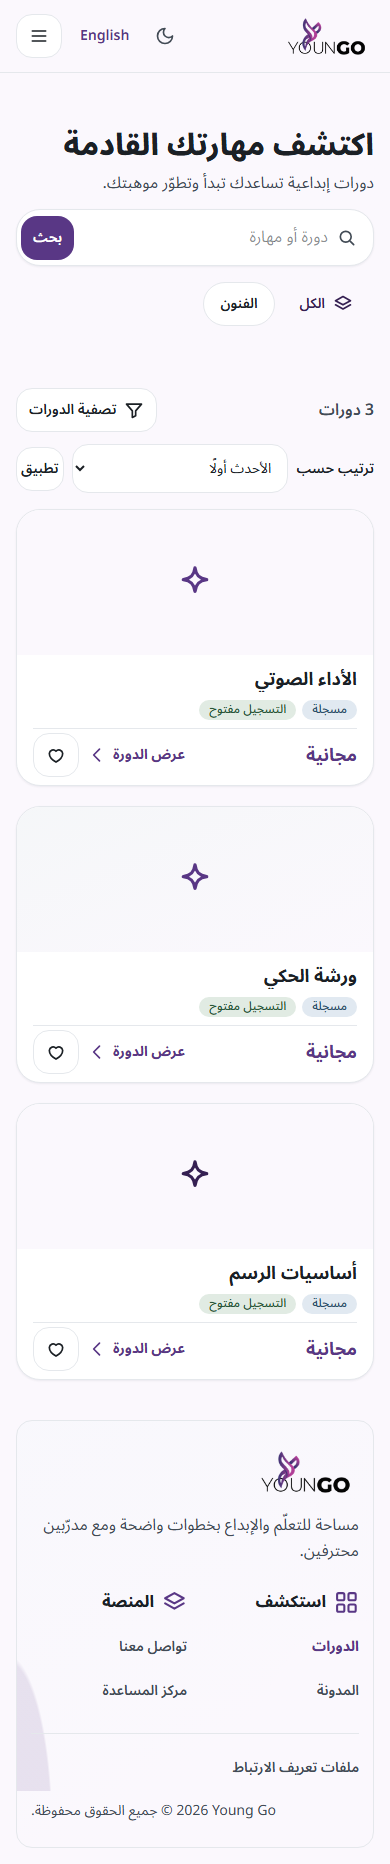 YOUNGO
English
اكتشف مهارتك القادمة
دورات إبداعية تساعدك تبدأ وتطوّر موهبتك.
دورة أو مهارة
بحث
الكل
الفنون
3 دورات
تصفية الدورات
ترتيب حسب
الأحدث أولًا
تطبيق
الأداء الصوتي
مسجلة
التسجيل مفتوح
مجانية
عرض الدورة
ورشة الحكي
مسجلة
التسجيل مفتوح
مجانية
عرض الدورة
أساسيات الرسم
مسجلة
التسجيل مفتوح
مجانية
عرض الدورة
YOUNGO
مساحة للتعلّم والإبداع بخطوات واضحة ومع مدرّبين
محترفين.
استكشف
الدورات
المدونة
المنصة
تواصل معنا
مركز المساعدة
ملفات تعريف الارتباط
Young Go 2026 © جميع الحقوق محفوظة.